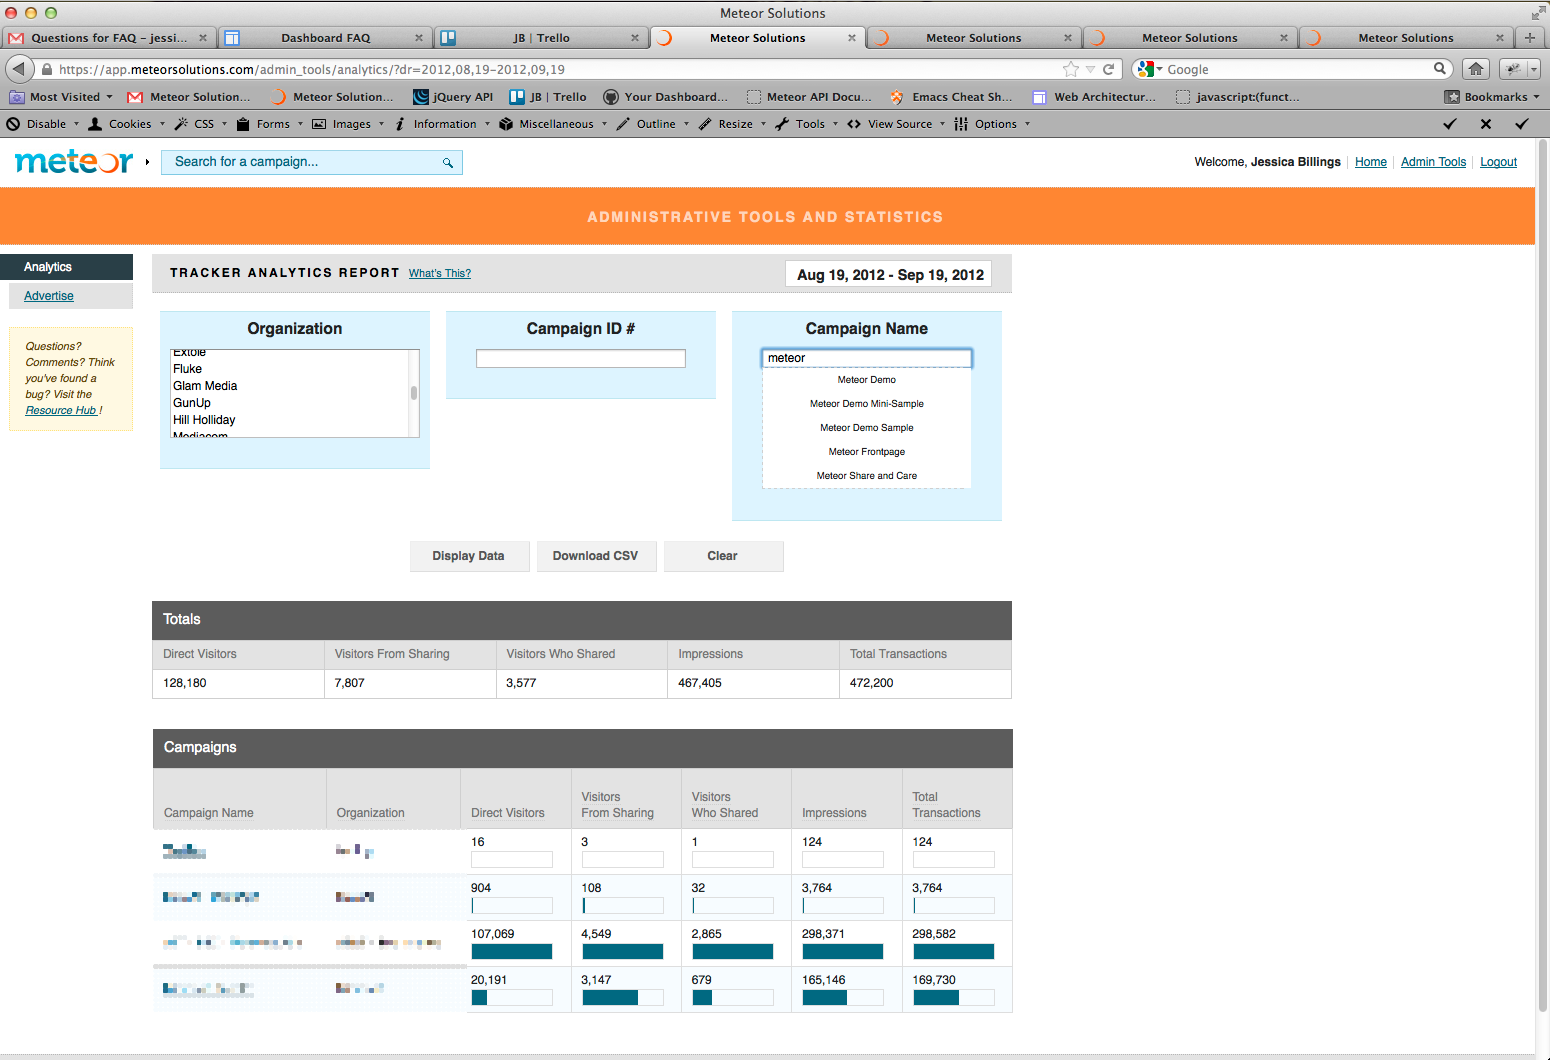 Meteor Solutions
Questions for FAQ – jessi...
Dashboard FAQ
JB | Trello
Meteor Solutions
Meteor Solutions
Meteor Solutions
Meteor Solutions
https://app.meteorsolutions.com/admin_tools/analytics/?dr=2012,08,19-2012,09,19
Google
Most Visited
Meteor Solution...
Meteor Solution...
jQuery API
JB | Trello
Your Dashboard...
Meteor API Docu...
Emacs Cheat Sh...
Web Architectur...
javascript:(funct...
Bookmarks
Disable
Cookies
CSS
Forms
Images
Information
Miscellaneous
Outline
Resize
Tools
View Source
Options
meteor
Search for a campaign...
Welcome, Jessica Billings
Home
Admin Tools
Logout
ADMINISTRATIVE TOOLS AND STATISTICS
Analytics
Advertise
Questions?
Comments? Think
you've found a
bug? Visit the
Resource Hub !
TRACKER ANALYTICS REPORT What's This?
Aug 19, 2012 - Sep 19, 2012
Organization
Extole
Fluke
Glam Media
GunUp
Hill Holliday
Mediacom
Campaign ID #
Campaign Name
meteor
Meteor Demo
Meteor Demo Mini-Sample
Meteor Demo Sample
Meteor Frontpage
Meteor Share and Care
Display Data
Download CSV
Clear
Totals
Direct Visitors Visitors From Sharing Visitors Who Shared Impressions Total Transactions
128,180 7,807 3,577 467,405 472,200
Campaigns
Campaign Name Organization Direct Visitors Visitors From Sharing Visitors Who Shared Impressions Total Transactions
16 3 1 124 124
904 108 32 3,764 3,764
107,069 4,549 2,865 298,371 298,582
20,191 3,147 679 165,146 169,730